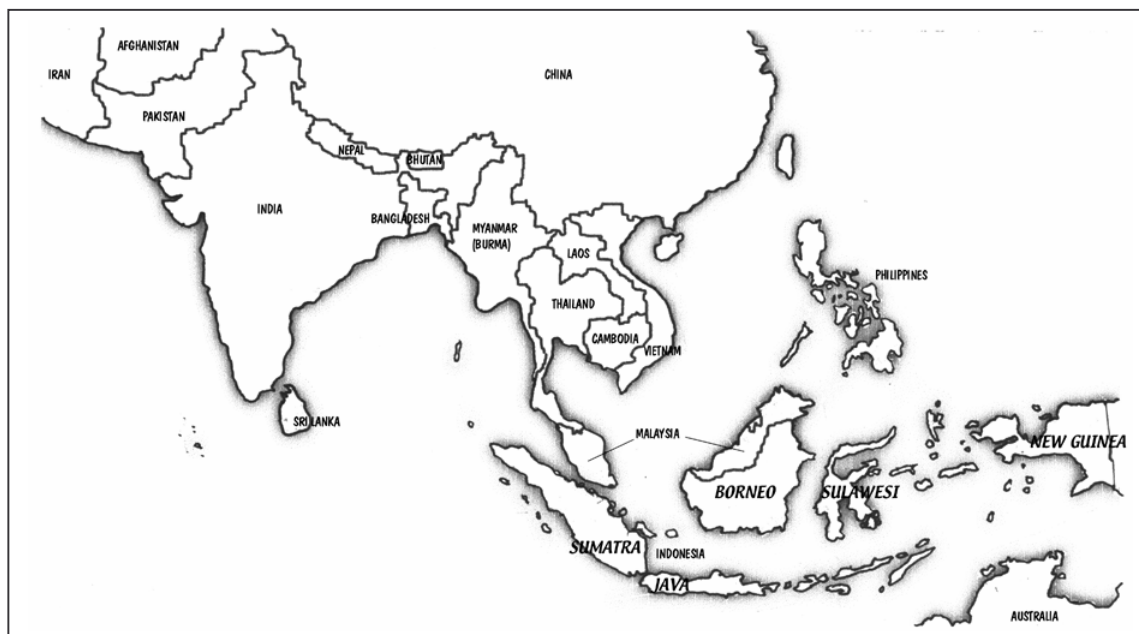 AFGHANISTAN
IRAN
CHINA
PAKISTAN
NEPAL
BHUTAN
INDIA
BANGLADESH
MYANMAR
(BURMA)
LAOS
PHILIPPINES
THAILAND
CAMBODIA
VIETNAM
SRI LANKA
MALAYSIA
NEW GUINEA
BORNEO
SULAWESI
SUMATRA
INDONESIA
JAVA
AUSTRALIA